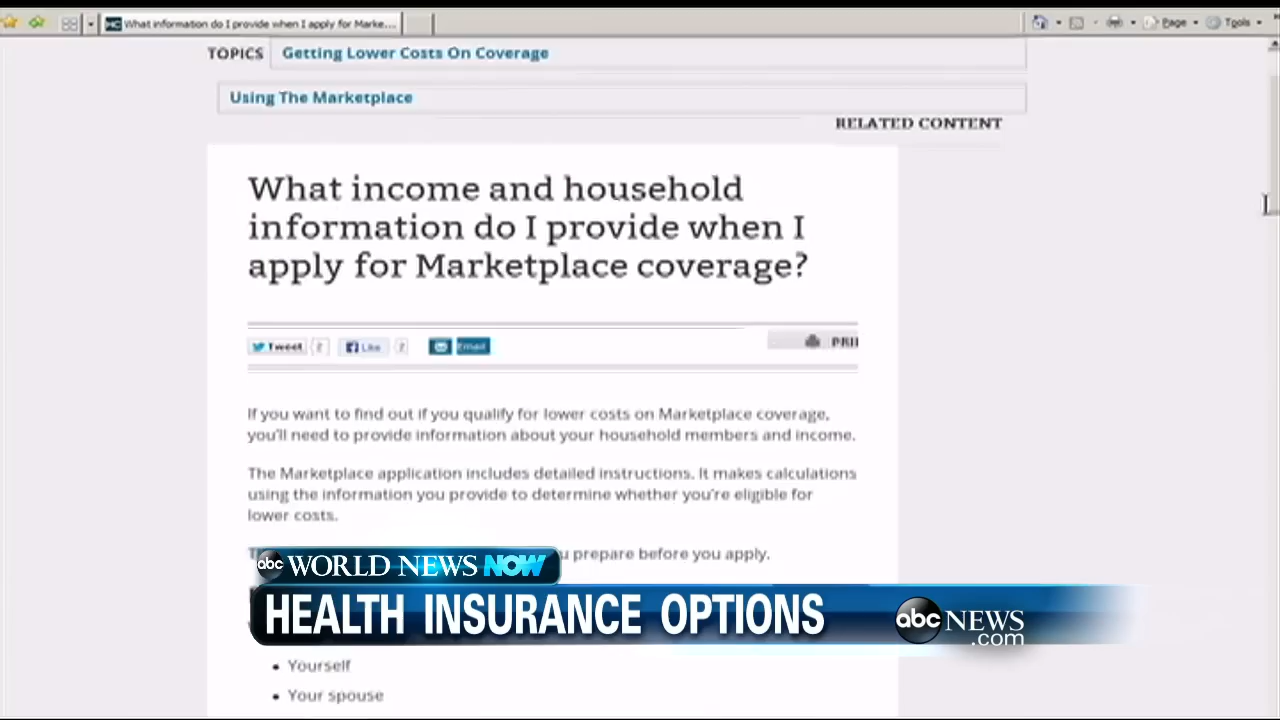 What information do I provide when I apply for Marke...
Page
Tools
TOPICS
Getting Lower Costs On Coverage
Using The Marketplace
RELATED CONTENT
What income and household
information do I provide when I
apply for Marketplace coverage?
Tweet
Like
Email
PRI
If you want to find out if you qualify for lower costs on Marketplace coverage,
you'll need to provide information about your household members and income.
The Marketplace application includes detailed instructions. It makes calculations
using the information you provide to determine whether you're eligible for
lower costs.
u prepare before you apply.
abc WORLD NEWS NOW
HEALTH INSURANCE OPTIONS
abc NEWS
.com
• Yourself
• Your spouse